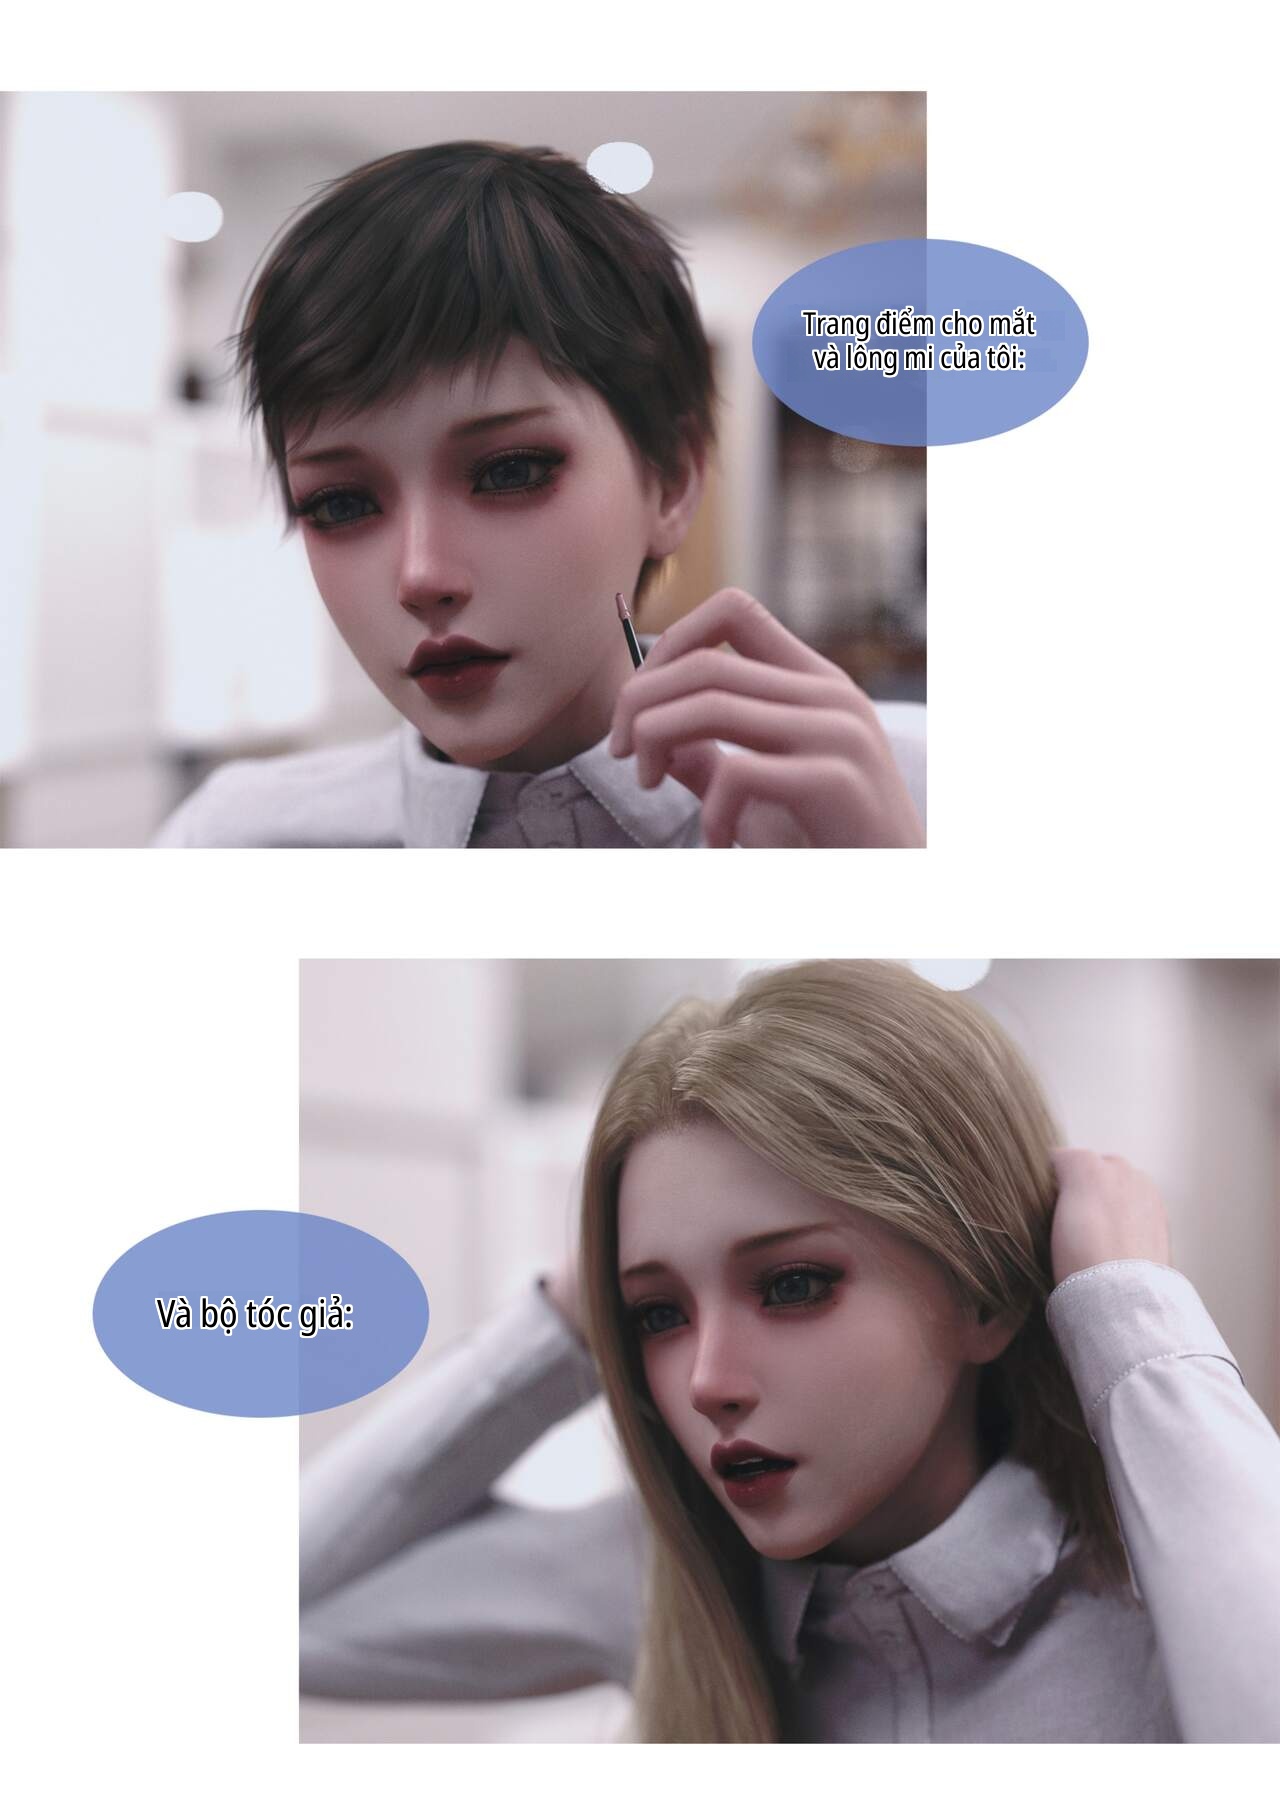 Trang điểm cho mắt
và lông mi của tôi:
Và bộ tóc giả: